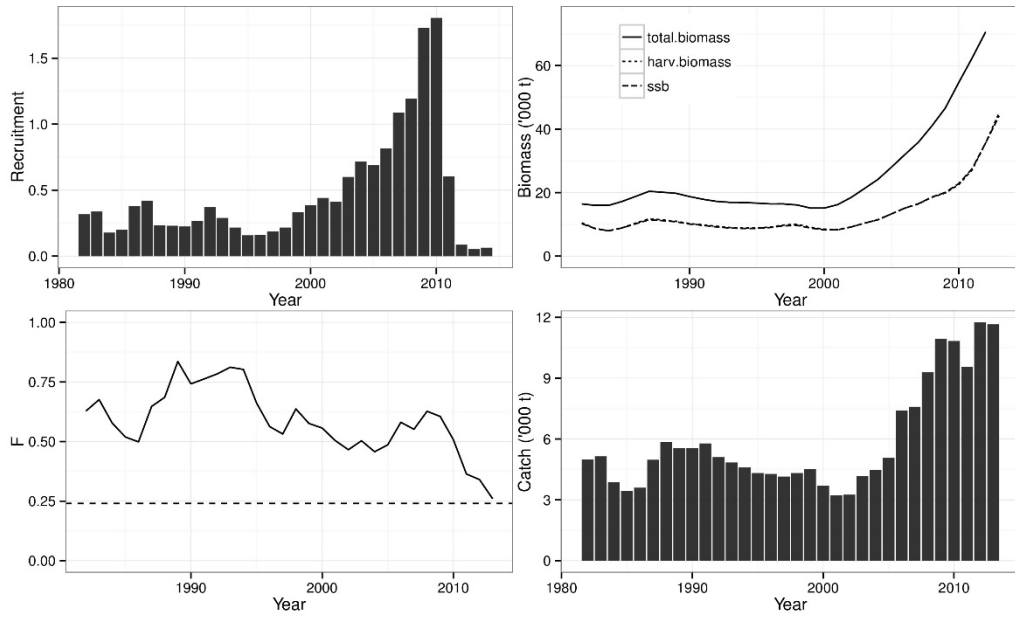 Recruitment
1.5
1.0
0.5
0.0
1980
1990
2000
2010
Year
Biomass ('000 t)
60
40
20
0
total.biomass
harv.biomass
ssb
1990
2000
2010
Year
F
1.00
0.75
0.50
0.25
0.00
1990
2000
2010
Year
Catch ('000 t)
12
9
6
3
0
1980
1990
2000
2010
Year